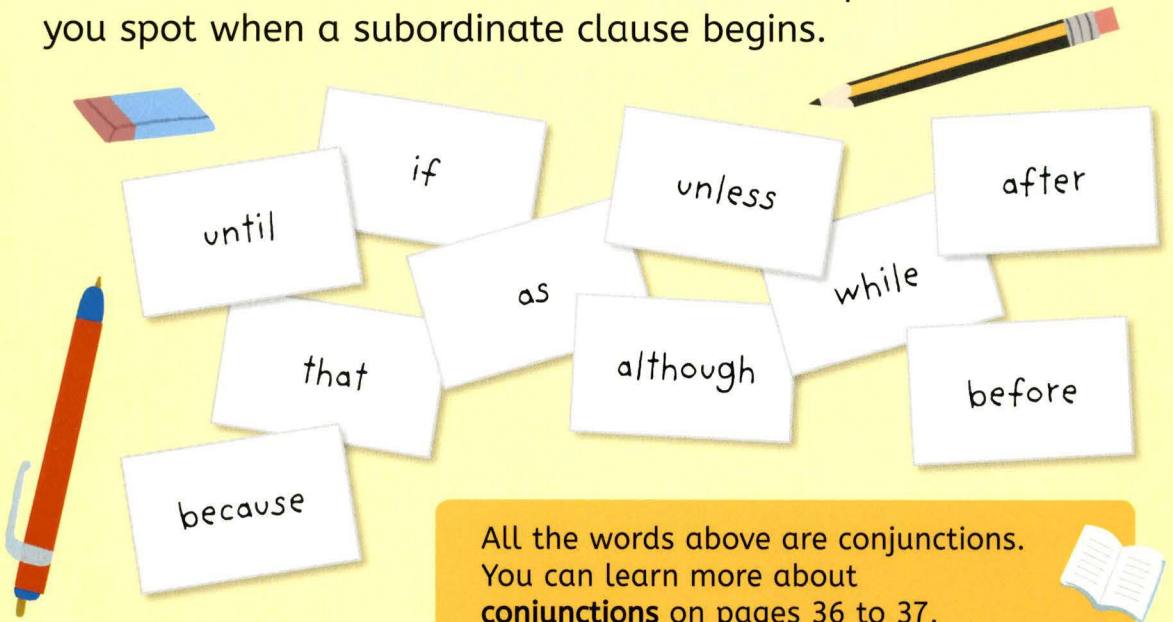 you spot when a subordinate clause begins.
if
unless
after
until
as
while
that
although
before
because
All the words above are conjunctions.
You can learn more about
conjunctions on pages 36 to 37.